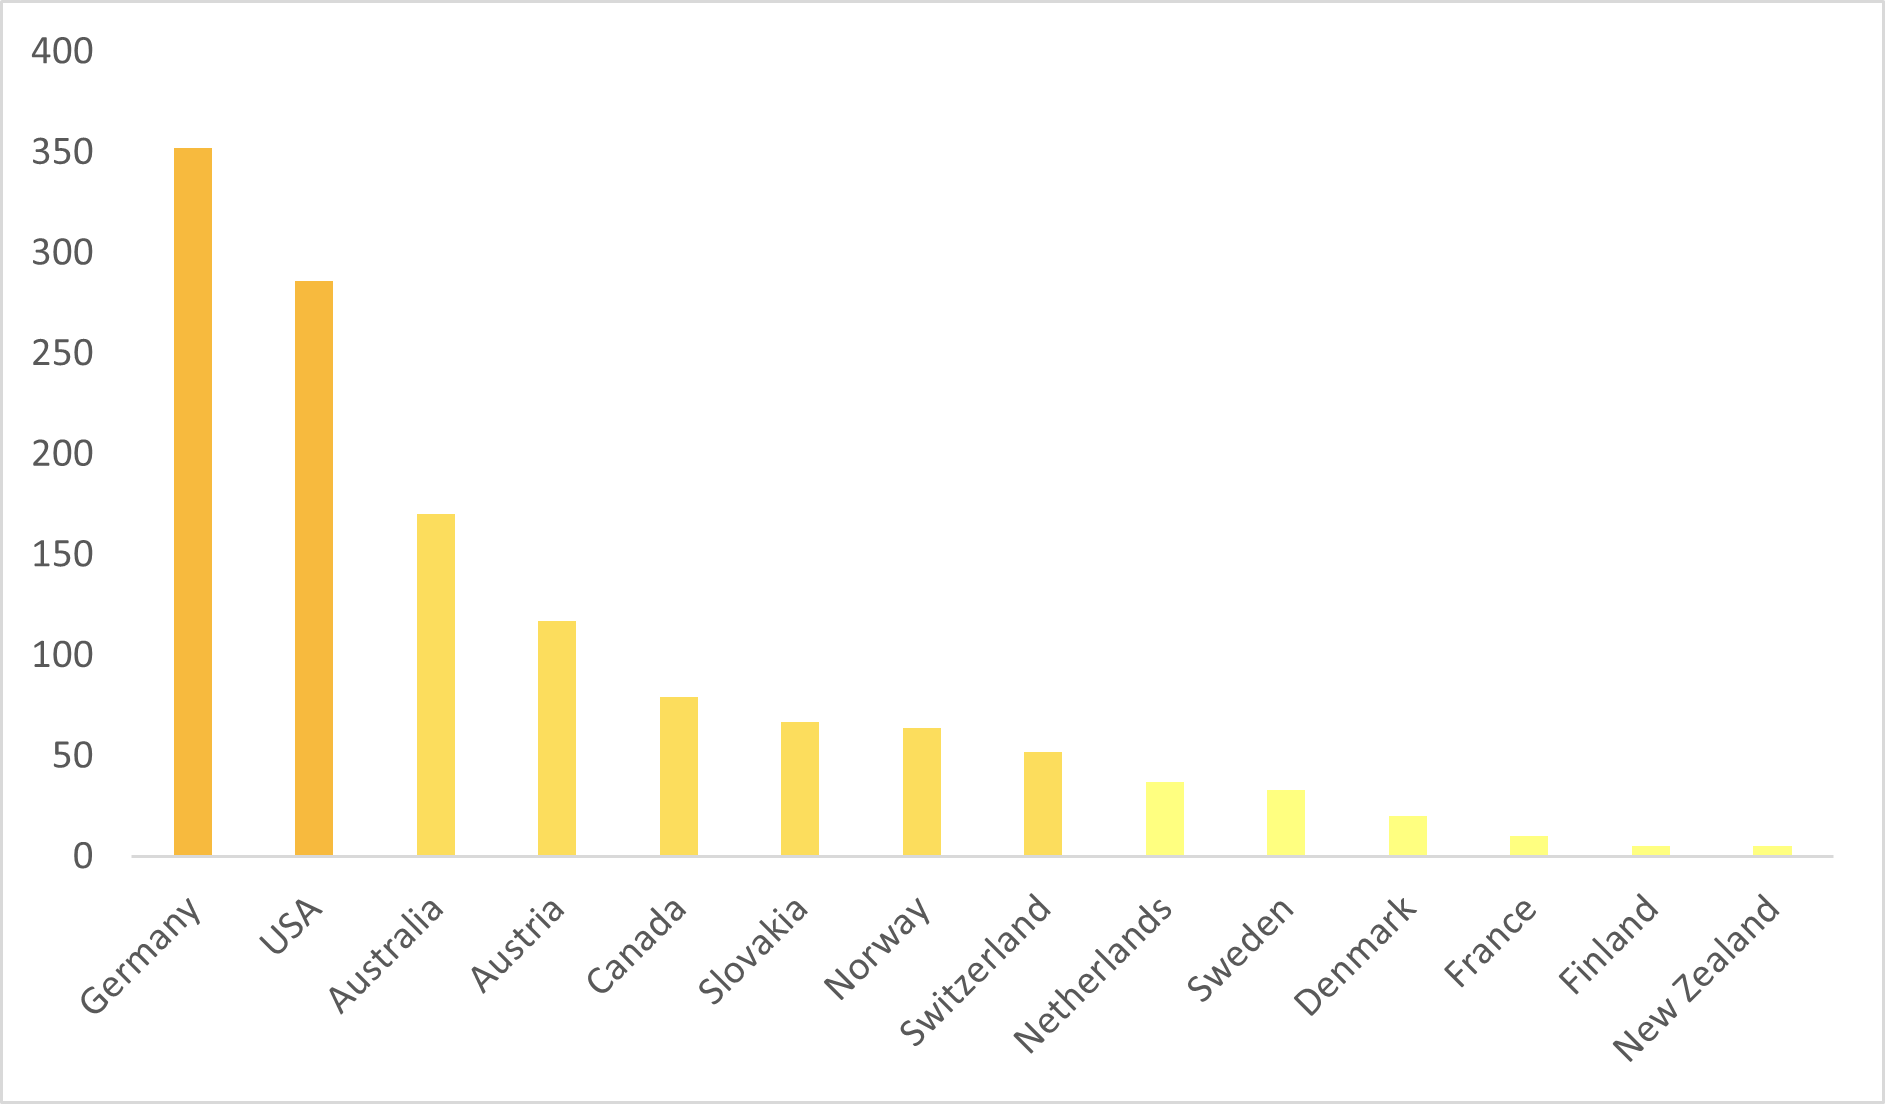 400
350
300
250
200
150
100
50
0
Germany
USA
Australia
Austria
Canada
Slovakia
Norway
Switzerland
Netherlands
Sweden
Denmark
France
Finland
New Zealand